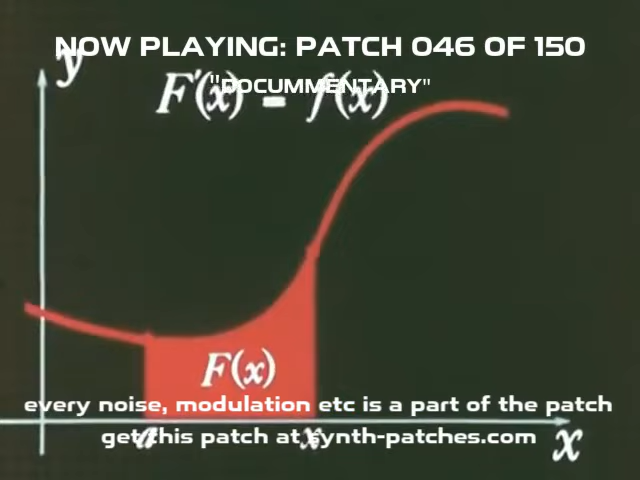 NOW PLAYING: PATCH 046 OF 150
y
"DOCUMMENTARY"
F'(x) = f(x)
F(x)
every noise, modulation etc is a part of the patch
get this patch at synth-patches.com
a
x
x